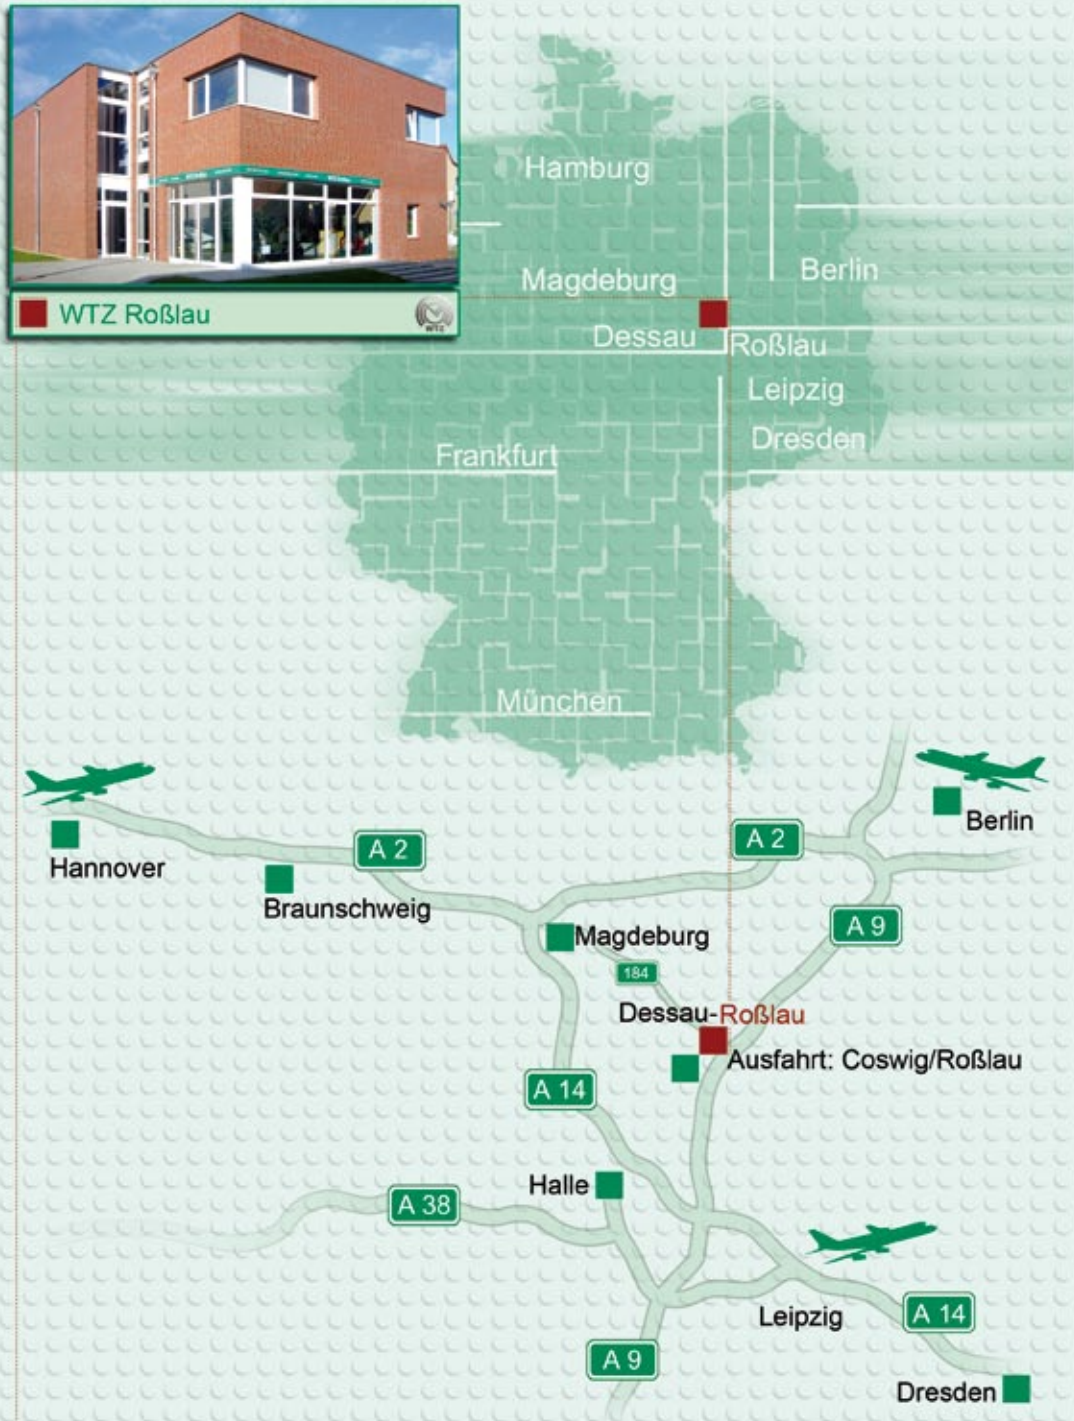 WTZ Roßlau
WTZ
Hamburg
Magdeburg
Berlin
Dessau
Roßlau
Leipzig
Dresden
Frankfurt
München
Berlin
Hannover
A 2
A 2
Braunschweig
A 9
Magdeburg
184
Dessau-Roßlau
Ausfahrt: Coswig/Roßlau
A 14
Halle
A 38
Leipzig
A 14
A 9
Dresden